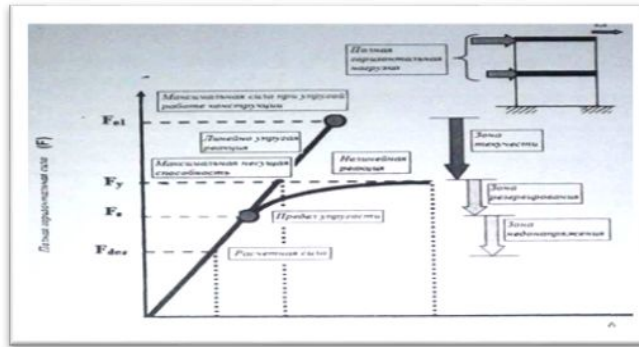 Полная
горизонтальная
нагрузка
Максимальная сила при упругой
работе конструкции
Fel
Линейно упругая
реакция
Зона
текучести
Максимальная несущая
способность
Нелинейная
реакция
Fy
Зона
резервирования
Fe
Предел упругости
Зона
недонапряжения
Fdes
Расчетная сила
Полная горизонтальная сила (F)